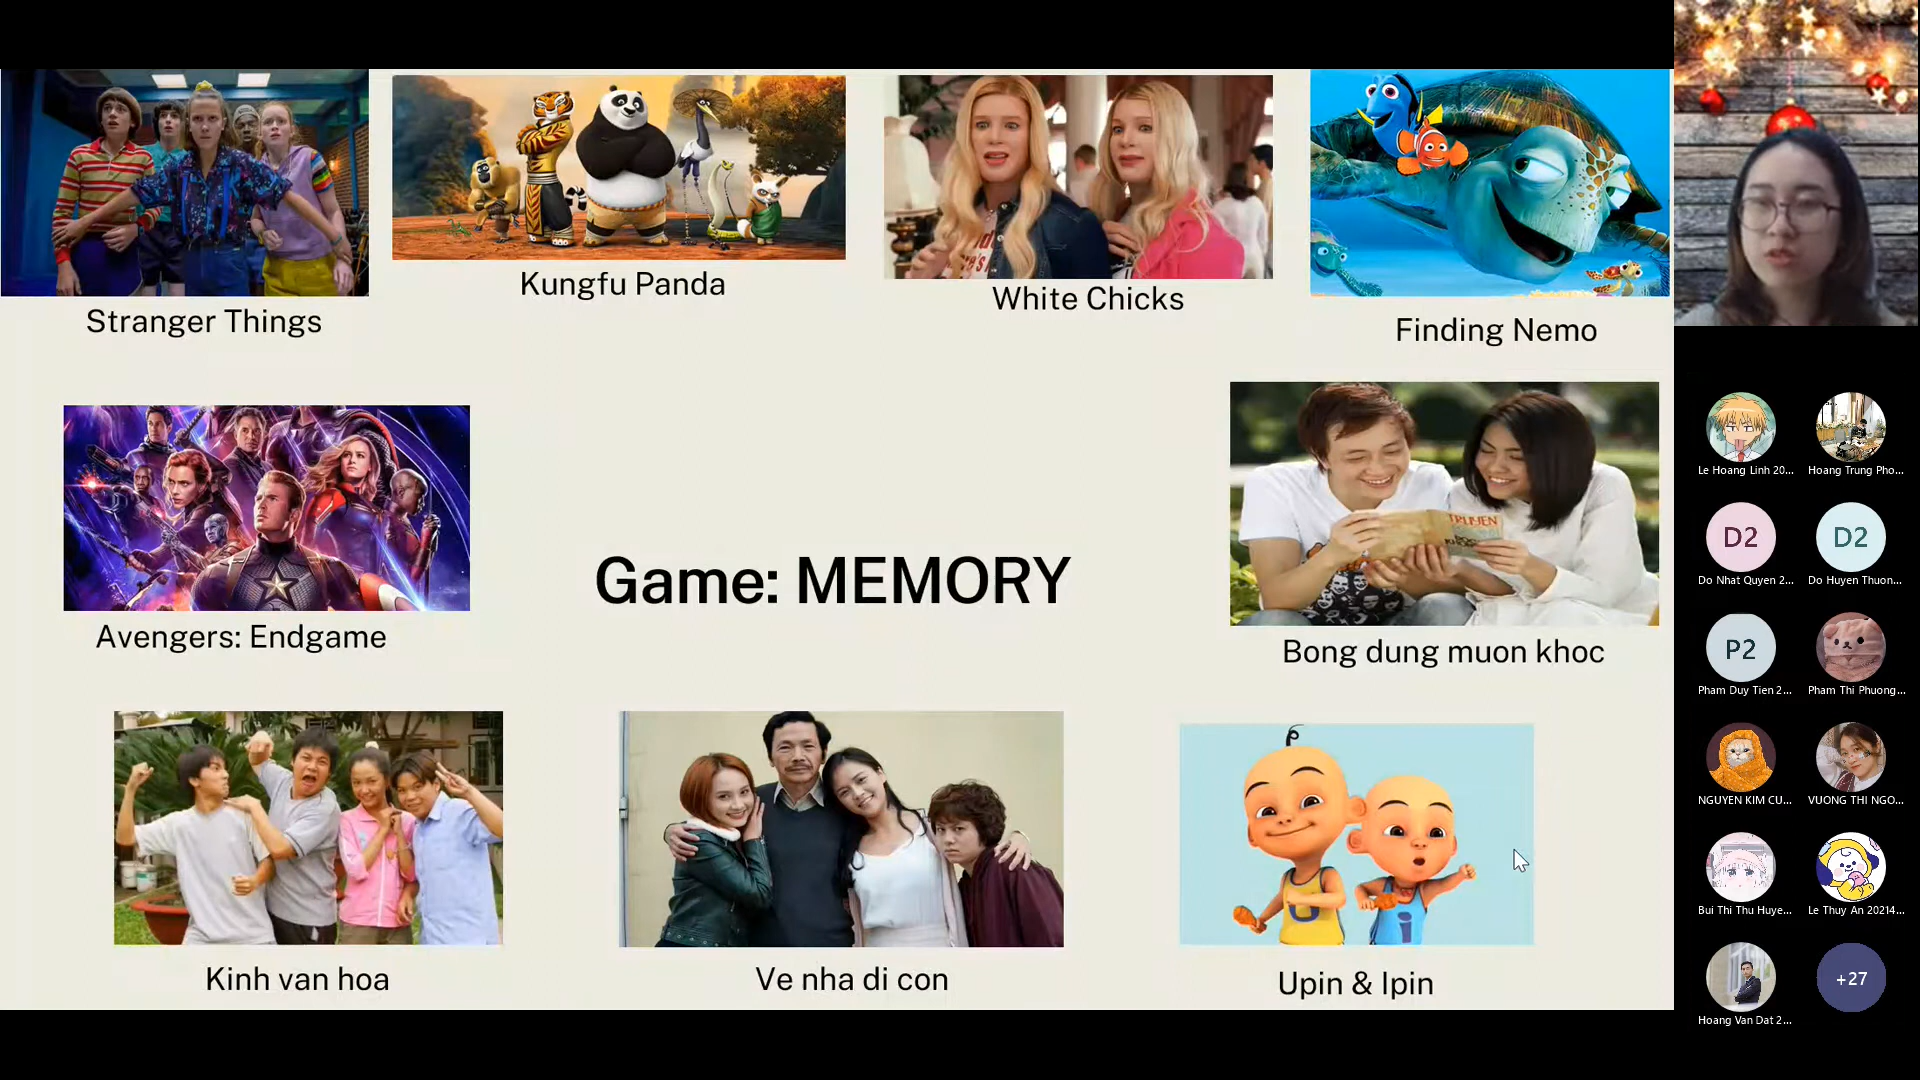 Stranger Things
Kungfu Panda
White Chicks
Finding Nemo
Avengers: Endgame
Game: MEMORY
TRUYEN
Bong dung muon khoc
Kinh van hoa
Ve nha di con
Upin & Ipin
U
i
Le Hoang Linh 20...
Hoang Trung Pho...
D2
D2
Do Nhat Quyen 2...
Do Huyen Thuon...
P2
Pham Duy Tien 2...
Pham Thi Phuong...
NGUYEN KIM CU...
VUONG THI NGO...
Bui Thi Thu Huye...
Le Thuy An 20214...
+27
Hoang Van Dat 2...